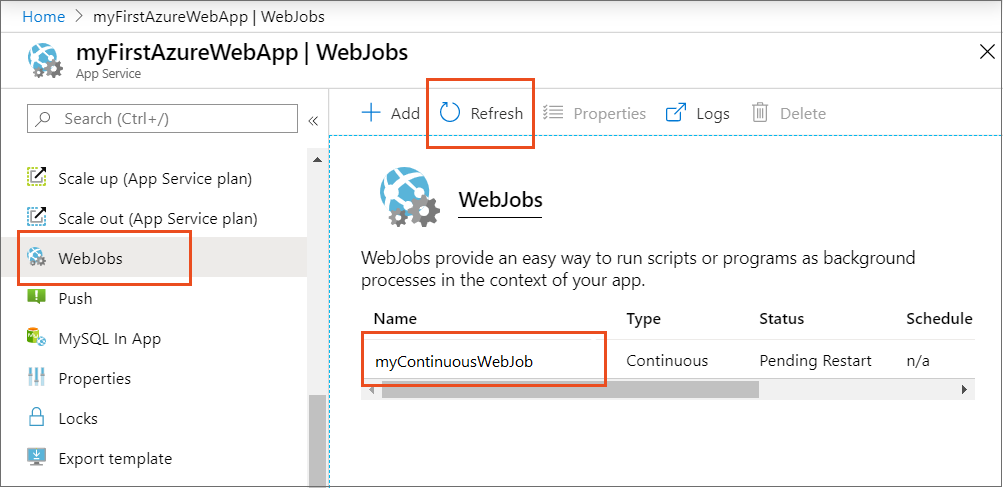 Home > myFirstAzureWebApp | WebJobs
myFirstAzureWebApp | WebJobs
App Service
Search (Ctrl+/)
«
Scale up (App Service plan)
Scale out (App Service plan)
WebJobs
Push
MySQL In App
Properties
Locks
Export template
Add Refresh Properties Logs Delete
WebJobs
WebJobs provide an easy way to run scripts or programs as background
processes in the context of your app.
Name Type Status Schedule
myContinuousWebJob Continuous Pending Restart n/a